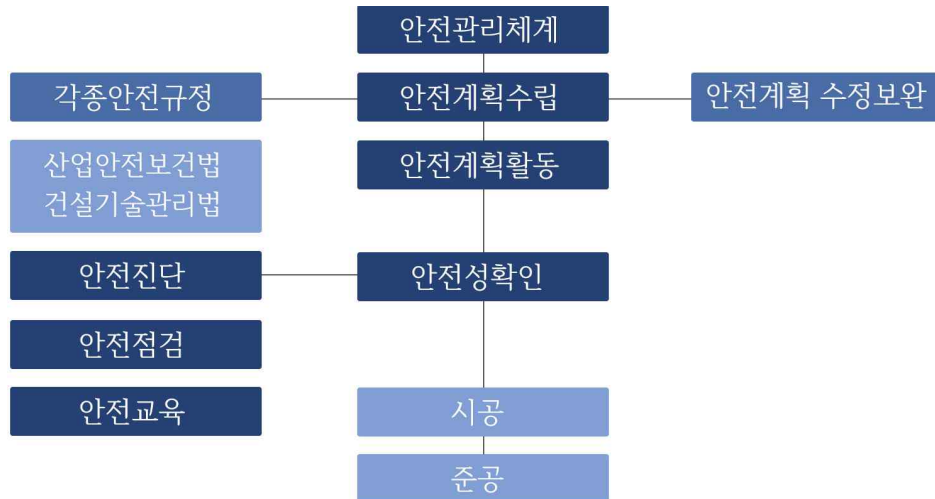 안전관리체계
각종안전규정
안전계획수립
안전계획 수정보완
산업안전보건법
건설기술관리법
안전계획활동
안전진단
안전성확인
안전점검
안전교육
시공
준공